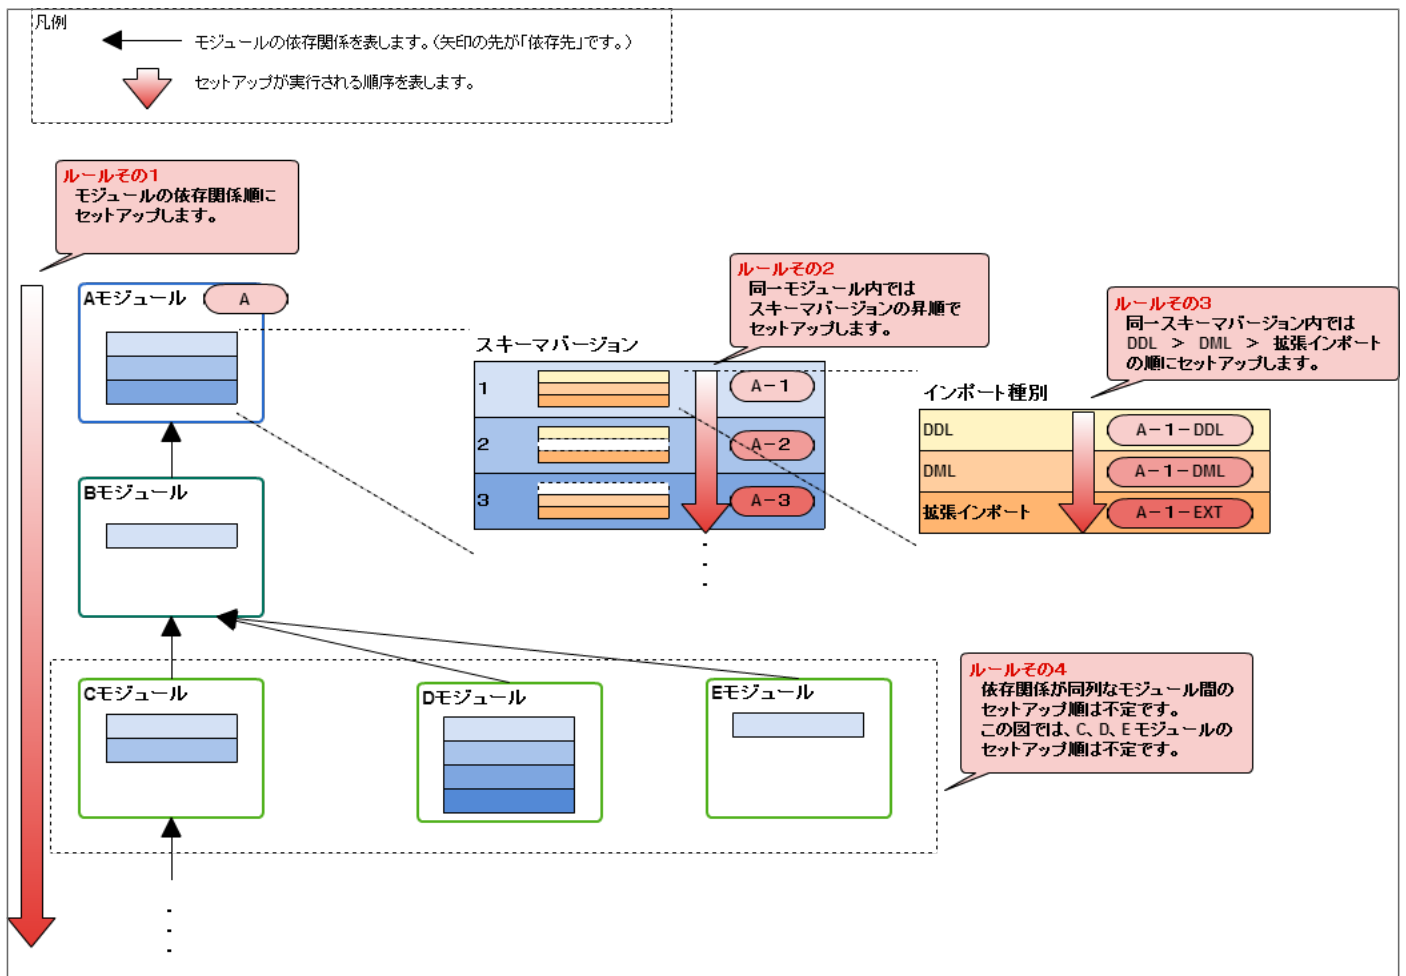 凡例
モジュールの依存関係を表します。(矢印の先が「依存先」です。)
セットアップが実行される順序を表します。
ルールその1
モジュールの依存関係順に
セットアップします。
Aモジュール
A
Bモジュール
Cモジュール
Dモジュール
Eモジュール
ルールその2
同一モジュール内では
スキーマバージョンの昇順で
セットアップします。
スキーマバージョン
1
A-1
2
A-2
3
A-3
ルールその3
同一スキーマバージョン内では
DDL > DML > 拡張インポート
の順にセットアップします。
インポート種別
DDL
A-1-DDL
DML
A-1-DML
拡張インポート
A-1-EXT
ルールその4
依存関係が同列なモジュール間の
セットアップ順は不定です。
この図では、C、D、Eモジュールの
セットアップ順は不定です。